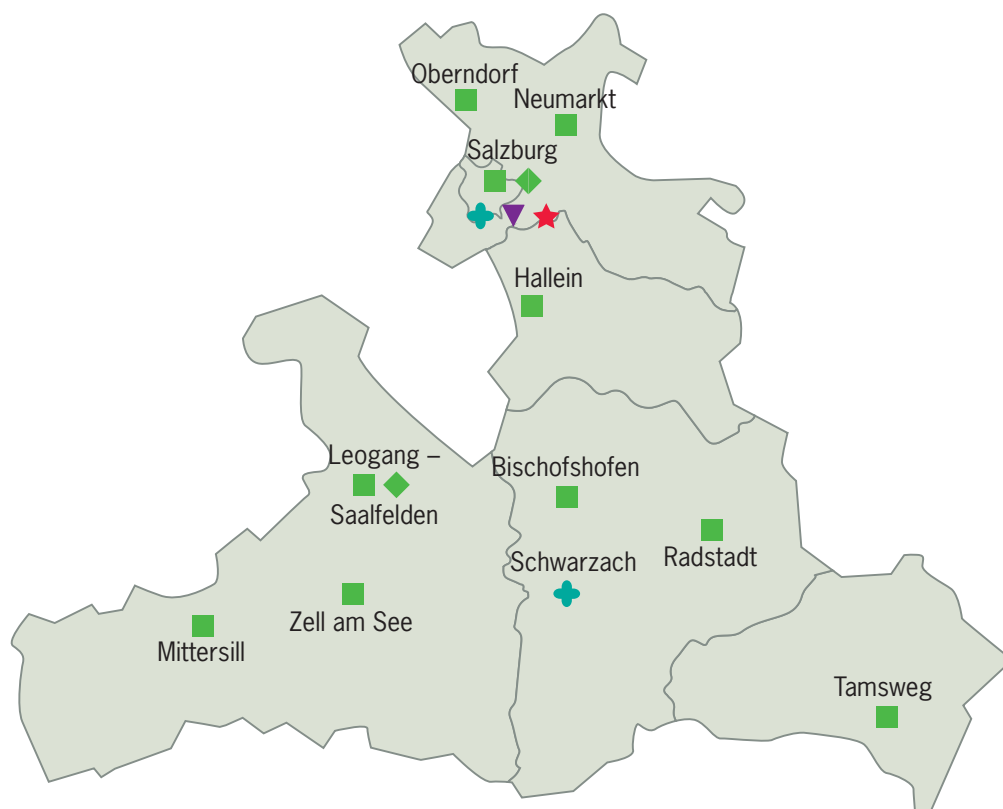 Oberndorf
Neumarkt
Salzburg
Hallein
Leogang –
Saalfelden
Bischofshofen
Radstadt
Schwarzach
Zell am See
Mittersill
Tamsweg